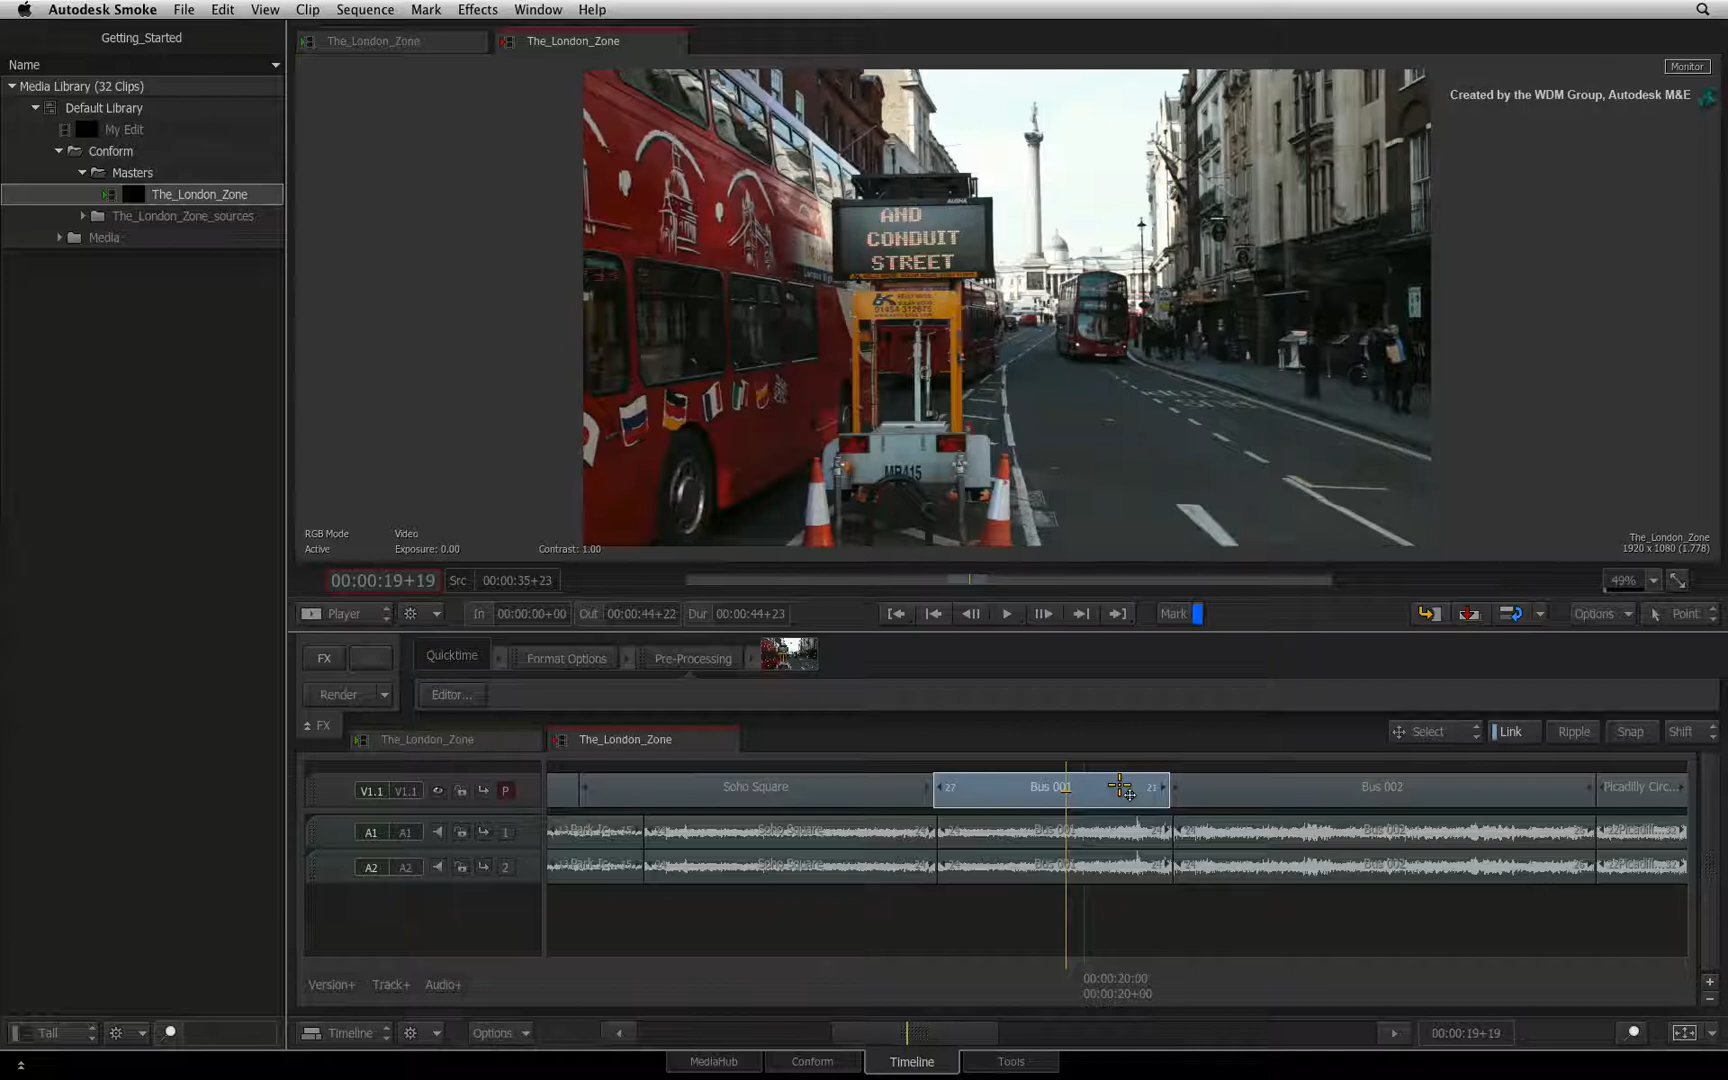 Autodesk Smoke File Edit View Clip Sequence Mark Effects Window Help
Getting_Started
The_London_Zone
The_London_Zone
Name
Monitor
Media Library (32 Clips)
Created by the WDM Group, Autodesk M&E
Default Library
My Edit
Conform
Masters
The_London_Zone
The_London_Zone_sources
Media
AND
CONDUIT
STREET
01454 312675
MP415
RGB Mode Video
Active Exposure: 0.00 Contrast: 1.00
The_London_Zone
1920 x 1080 (1.778)
00:00:19+19 Src 00:00:35+23
49%
Player In 00:00:00+00 Out 00:00:44+22 Dur 00:00:44+23 Mark Options Point
FX Quicktime Format Options Pre-Processing
Render Editor...
FX
The_London_Zone The_London_Zone Select Link Ripple Snap Shift
V1.1 V1.1 P Soho Square 27 Bus 001 21 Bus 002 Picadilly Circ...
A1 A1 1 Soho Square Bus 001 Bus 002
A2 A2 2 Soho Square Bus 001 Bus 002
00:00:20:00
00:00:20+00
Version+ Track+ Audio+
Tall Timeline Options 00:00:19+19
MediaHub Conform Timeline Tools